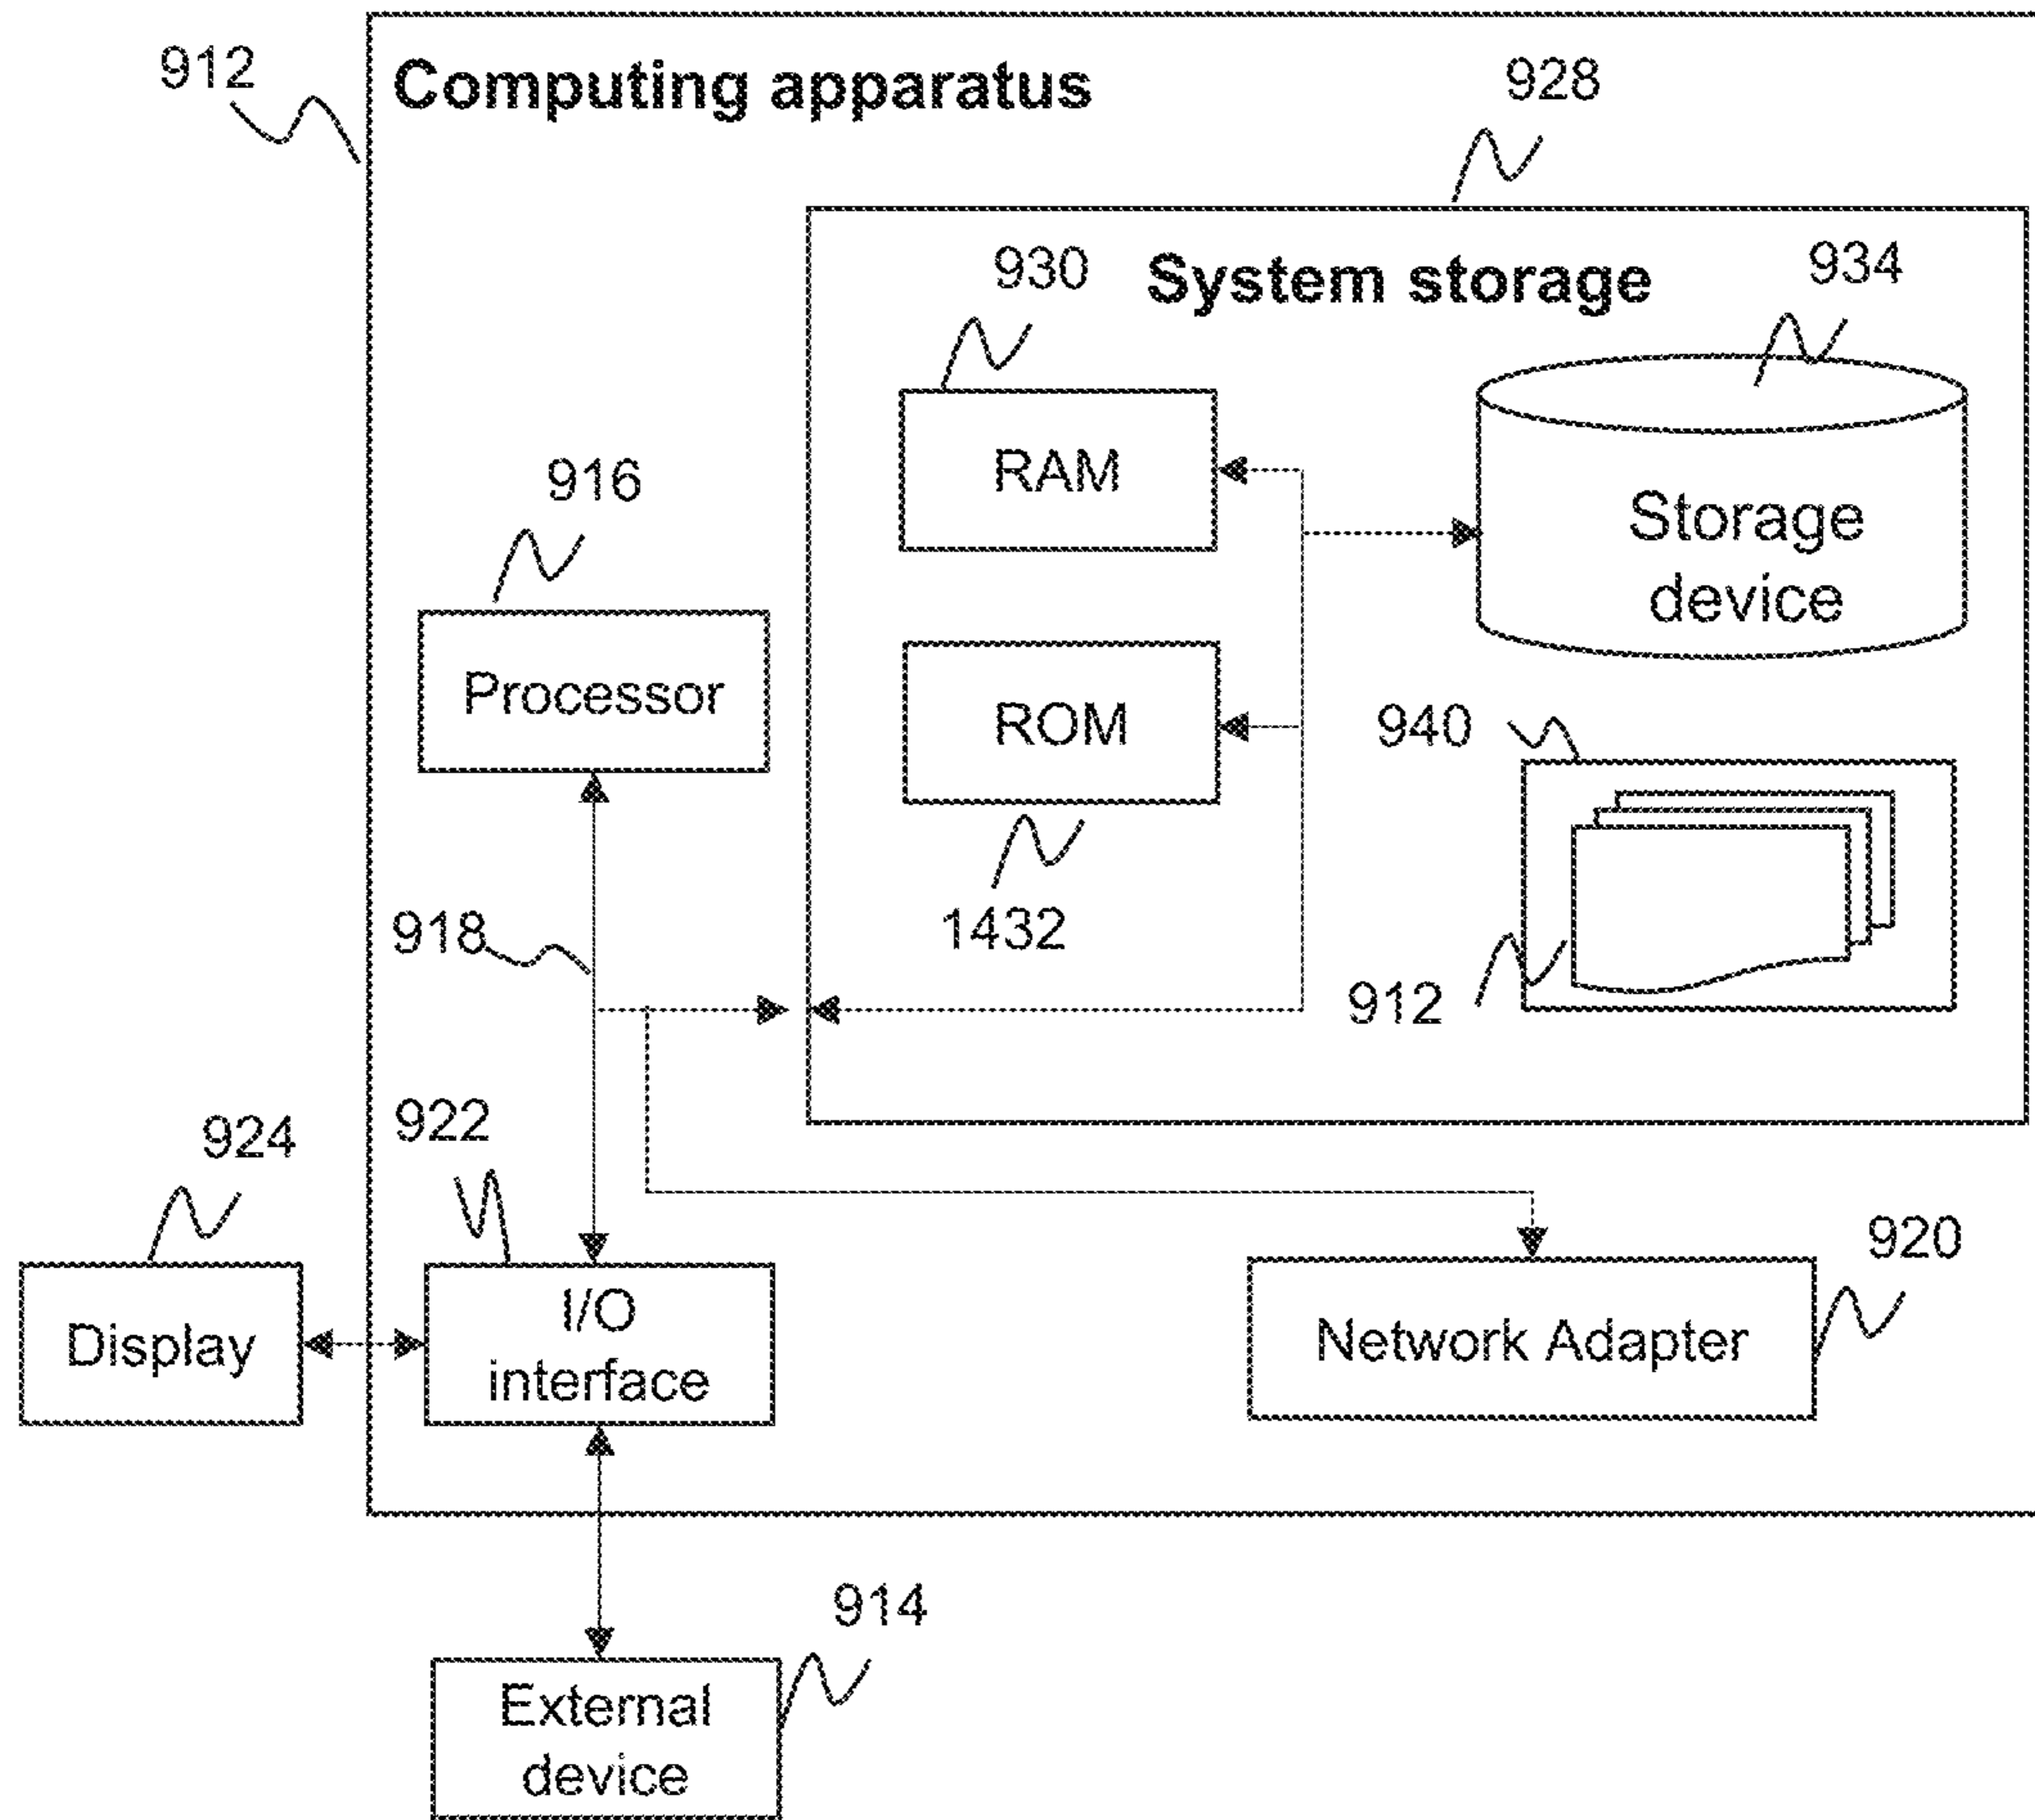 912
Computing apparatus
928
930
System storage
934
RAM
916
Storage
device
Processor
ROM
940
1432
918
912
922
924
920
I/O
interface
Display
Network Adapter
914
External
device